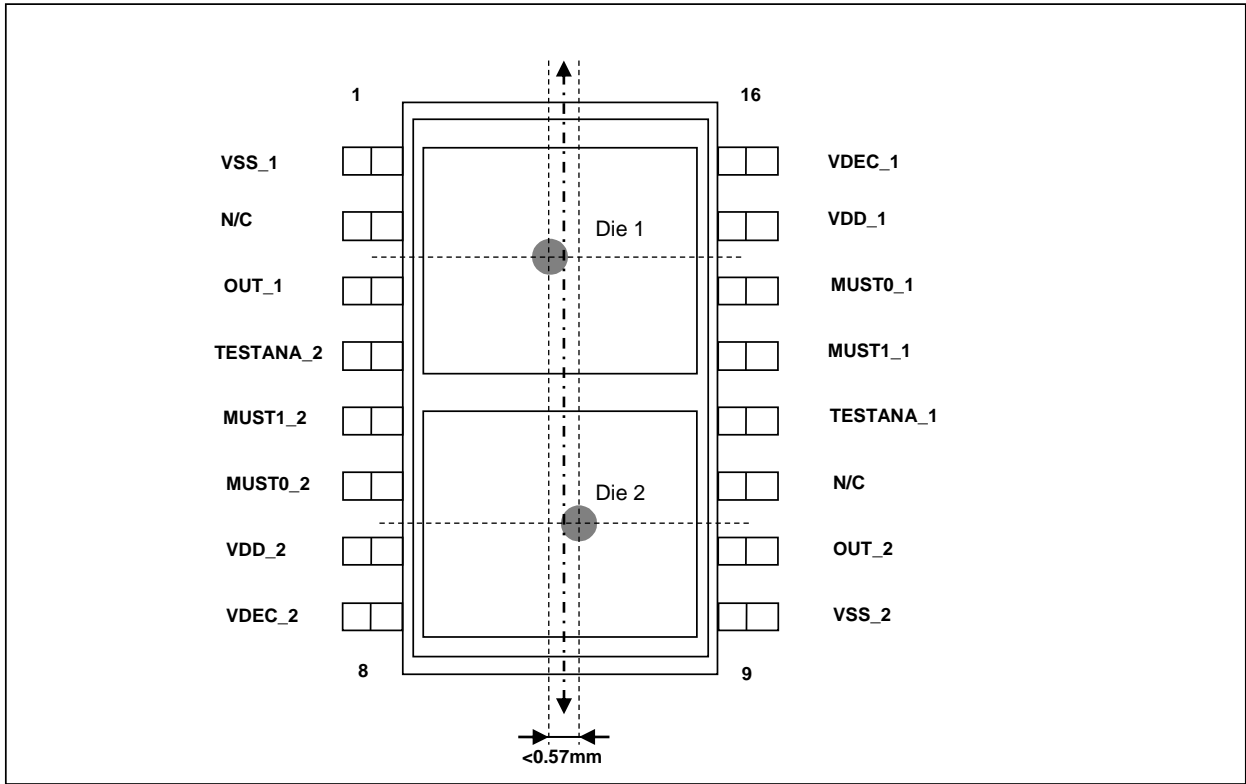 1 16
VSS_1 VDEC_1
N/C VDD_1
Die 1
OUT_1 MUST0_1
TESTANA_2 MUST1_1
MUST1_2 TESTANA_1
MUST0_2 N/C
Die 2
VDD_2 OUT_2
VDEC_2 VSS_2
8 9
<0.57mm